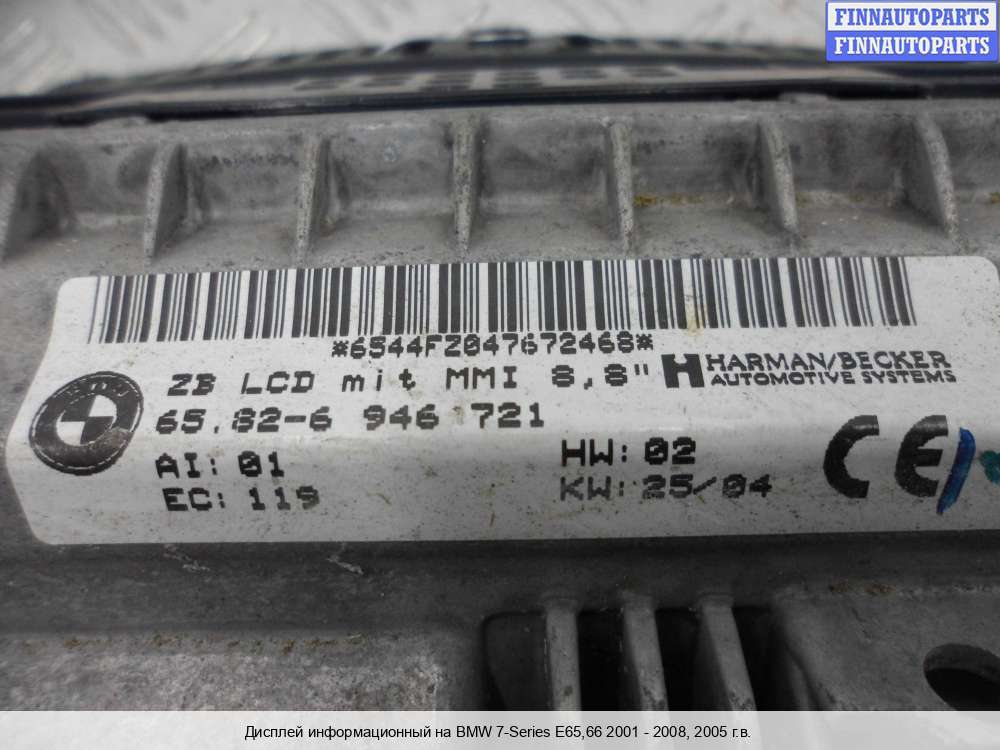 FINNAUTOPARTS
FINNAUTOPARTS
*6544FZ047672468*
ZB LCD mit MMI 8,8"
HARMAN/BECKER
AUTOMOTIVE SYSTEMS
65.82-6 946 721
AI: 01
HW: 02
EC: 119
KW: 25/04
CE
Дисплей информационный на BMW 7-Series E65,66 2001 - 2008, 2005 г.в.